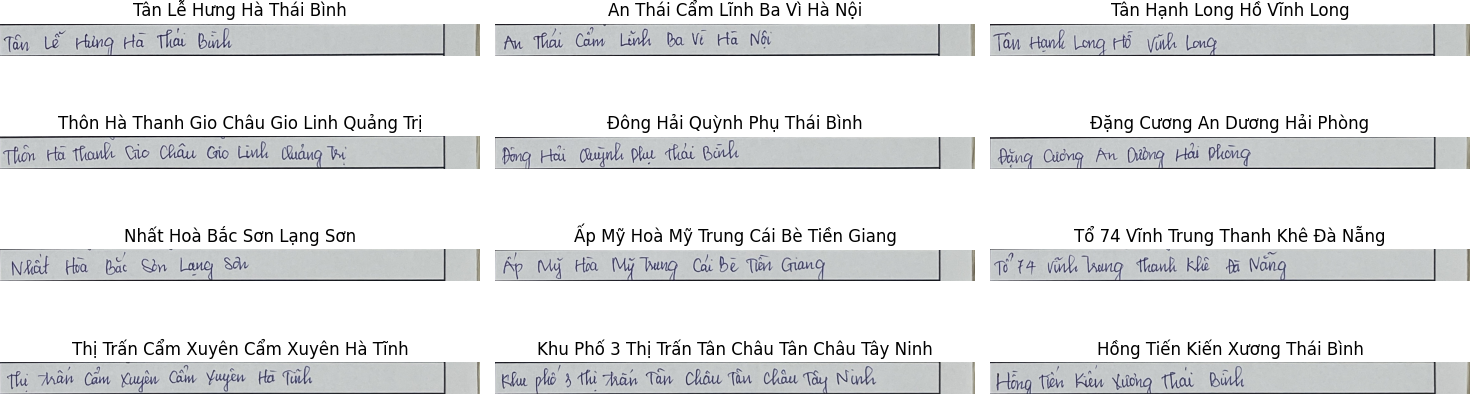 Tân Lễ Hưng Hà Thái Bình
An Thái Cẩm Lĩnh Ba Vì Hà Nội
Tân Hạnh Long Hồ Vĩnh Long
Tân Lễ Hưng Hà Thái Bình
An Thái Cẩm Lĩnh Ba Vì Hà Nội
Tân Hạnh Long Hồ Vĩnh Long
Thôn Hà Thanh Gio Châu Gio Linh Quảng Trị
Đông Hải Quỳnh Phụ Thái Bình
Đặng Cương An Dương Hải Phòng
Thôn Hà Thanh Gio Châu Gio Linh Quảng Trị
Đông Hải Quỳnh Phụ Thái Bình
Đặng Cương An Dương Hải Phòng
Nhất Hoà Bắc Sơn Lạng Sơn
Ấp Mỹ Hoà Mỹ Trung Cái Bè Tiền Giang
Tổ 74 Vĩnh Trung Thanh Khê Đà Nẵng
Nhất Hòa Bắc Sơn Lạng Sơn
Ấp Mỹ Hòa Mỹ Trung Cái Bè Tiền Giang
Tổ 74 Vĩnh Trung Thanh Khê Đà Nẵng
Thị Trấn Cẩm Xuyên Cẩm Xuyên Hà Tĩnh
Khu Phố 3 Thị Trấn Tân Châu Tân Châu Tây Ninh
Hồng Tiến Kiến Xương Thái Bình
Thị Trấn Cẩm Xuyên Cẩm Xuyên Hà Tĩnh
Khu phố 3 Thị Trấn Tân Châu Tân Châu Tây Ninh
Hồng Tiến Kiến Xương Thái Bình